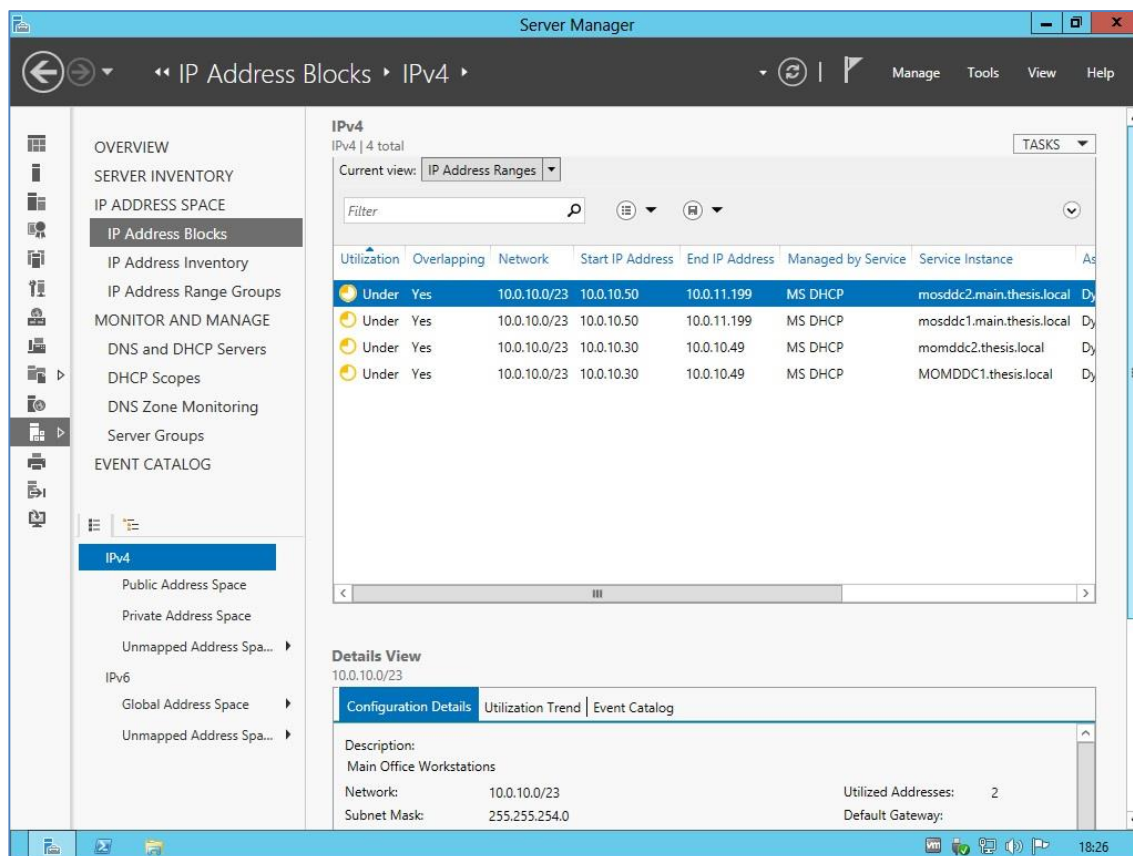 Server Manager
IP Address Blocks IPv4
Manage Tools View Help
OVERVIEW
SERVER INVENTORY
IP ADDRESS SPACE
IP Address Blocks
IP Address Inventory
IP Address Range Groups
MONITOR AND MANAGE
DNS and DHCP Servers
DHCP Scopes
DNS Zone Monitoring
Server Groups
EVENT CATALOG
IPv4
Public Address Space
Private Address Space
Unmapped Address Spa...
IPv6
Global Address Space
Unmapped Address Spa...
IPv4
IPv4 | 4 total
TASKS
Current view: IP Address Ranges
Filter
Utilization Overlapping Network Start IP Address End IP Address Managed by Service Service Instance As
Under Yes 10.0.10.0/23 10.0.10.50 10.0.11.199 MS DHCP mosddc2.main.thesis.local Dy
Under Yes 10.0.10.0/23 10.0.10.50 10.0.11.199 MS DHCP mosddc1.main.thesis.local Dy
Under Yes 10.0.10.0/23 10.0.10.30 10.0.10.49 MS DHCP momddc2.thesis.local Dy
Under Yes 10.0.10.0/23 10.0.10.30 10.0.10.49 MS DHCP MOMDDC1.thesis.local Dy
Details View
10.0.10.0/23
Configuration Details Utilization Trend Event Catalog
Description:
Main Office Workstations
Network: 10.0.10.0/23 Utilized Addresses: 2
Subnet Mask: 255.255.254.0 Default Gateway:
vm 18:26